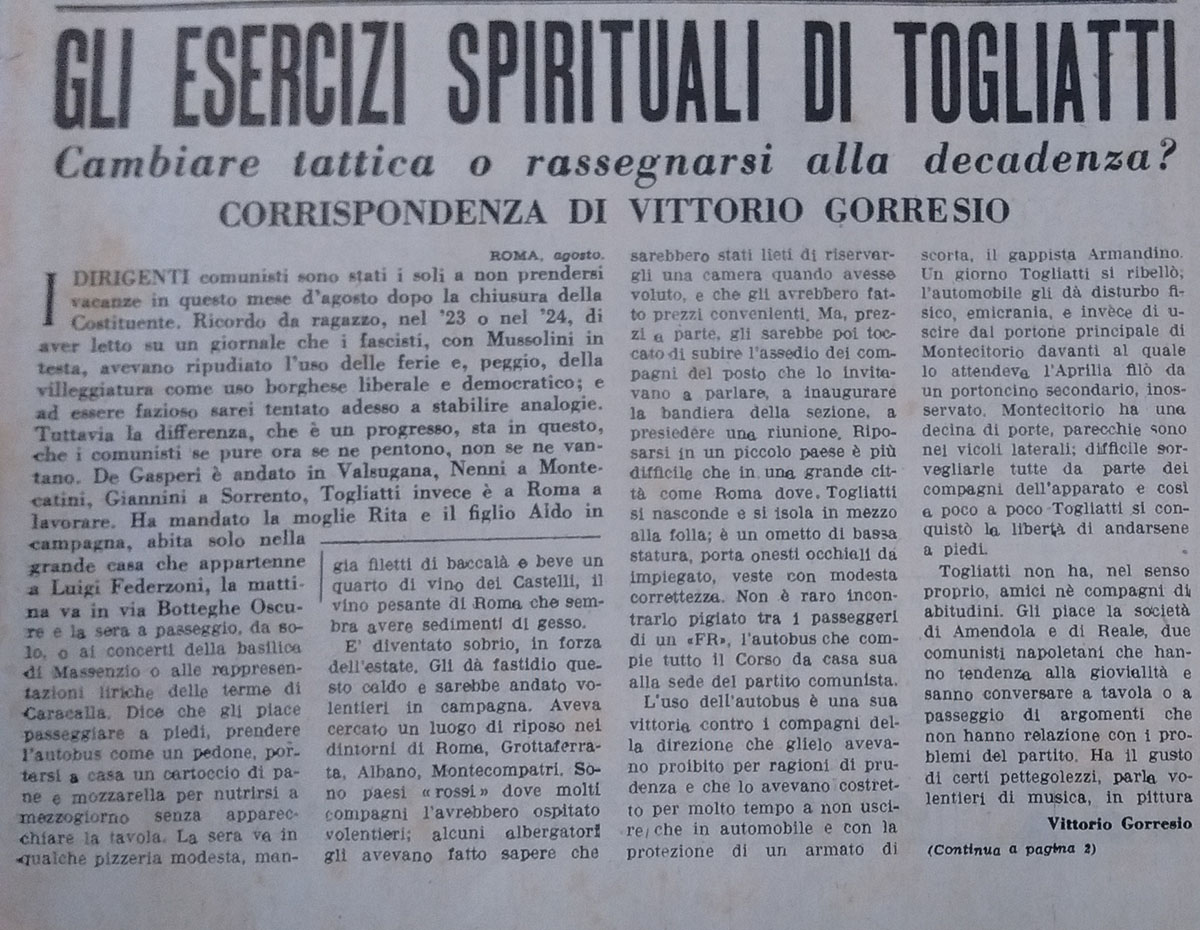 GLI ESERCIZI SPIRITUALI DI TOGLIATTI
Cambiare tattica o rassegnarsi alla decadenza?
CORRISPONDENZA DI VITTORIO GORRESIO
ROMA, agosto.
I DIRIGENTI comunisti sono stati i soli a non prendersi
vacanze in questo mese d'agosto dopo la chiusura della
Costituente. Ricordo da ragazzo, nel '23 o nel '24, di
aver letto su un giornale che i fascisti, con Mussolini in
testa, avevano ripudiato l'uso delle ferie e, peggio, della
villeggiatura come uso borghese liberale e democratico; e
ad essere fazioso sarei tentato adesso a stabilire analogie.
Tuttavia la differenza, che è un progresso, sta in questo,
che i comunisti se pure ora se ne pentono, non se ne van-
tano. De Gasperi è andato in Valsugana, Nenni a Monte-
catini, Giannini a Sorrento, Togliatti invece è a Roma a
lavorare. Ha mandato la moglie Rita e il figlio Aldo in
campagna, abita solo nella
grande casa che appartenne
a Luigi Federzoni, la matti-
na va in via Botteghe Oscu-
re e la sera a passeggio, da so-
lo, o ai concerti della basilica
di Massenzio o alle rappresen-
tazioni liriche delle terme di
Caracalla. Dice che gli piace
passeggiare a piedi, prendere
l'autobus come un pedone, por-
tarsi a casa un cartoccio di pa-
ne e mozzarella per nutrirsi a
mezzogiorno senza apparec-
chiare la tavola. La sera va in
qualche pizzeria modesta, man-
gia filetti di baccalà e beve un
quarto di vino dei Castelli, il
vino pesante di Roma che sem-
bra avere sedimenti di gesso.
E' diventato sobrio, in forza
dell'estate. Gli dà fastidio que-
sto caldo e sarebbe andato vo-
lentieri in campagna. Aveva
cercato un luogo di riposo nei
dintorni di Roma, Grottaferra-
ta, Albano, Montecompatri. So-
no paesi «rossi» dove molti
compagni l'avrebbero ospitato
volentieri; alcuni albergatori
gli avevano fatto sapere che
sarebbero stati lieti di riservar-
gli una camera quando avesse
voluto, e che gli avrebbero fat-
to prezzi convenienti. Ma, prez-
zi a parte, gli sarebbe poi toc-
cato di subire l'assedio dei com-
pagni del posto che lo invita-
vano a parlare, a inaugurare
la bandiera della sezione, a
presiedere una riunione. Ripo-
sarsi in un piccolo paese è più
difficile che in una grande cit-
tà come Roma dove. Togliatti
si nasconde e si isola in mezzo
alla folla; è un ometto di bassa
statura, porta onesti occhiali da
impiegato, veste con modesta
correttezza. Non è raro incon-
trarlo pigiato tra i passeggeri
di un «FR», l'autobus che com-
pie tutto il Corso da casa sua
alla sede del partito comunista.
L'uso dell'autobus è una sua
vittoria contro i compagni del-
la direzione che glielo aveva-
no proibito per ragioni di pru-
denza e che lo avevano costret-
to per molto tempo a non usci-
re che in automobile e con la
protezione di un armato di
scorta, il gappista Armandino.
Un giorno Togliatti si ribellò;
l'automobile gli dà disturbo fi-
sico, emicrania, e invèce di u-
scire dal portone principale di
Montecitorio davanti al quale
lo attendeva l'Aprilia filò da
un portoncino secondario, inos-
servato. Montecitorio ha una
decina di porte, parecchie sono
nei vicoli laterali; difficile sor-
vegliarle tutte da parte dei
compagni dell'apparato e così
a poco a poco Togliatti si con-
quistò la libertà di andarsene
a piedi.
Togliatti non ha, nel senso
proprio, amici nè compagni di
abitudini. Gli piace la società
di Amendola e di Reale, due
comunisti napoletani che han-
no tendenza alla giovialità e
sanno conversare a tavola o a
passeggio di argomenti che
non hanno relazione con i pro-
blemi del partito. Ha il gusto
di certi pettegolezzi, parla vo-
lentieri di musica, in pittura
Vittorio Gorresio
(Continua a pagina 2)